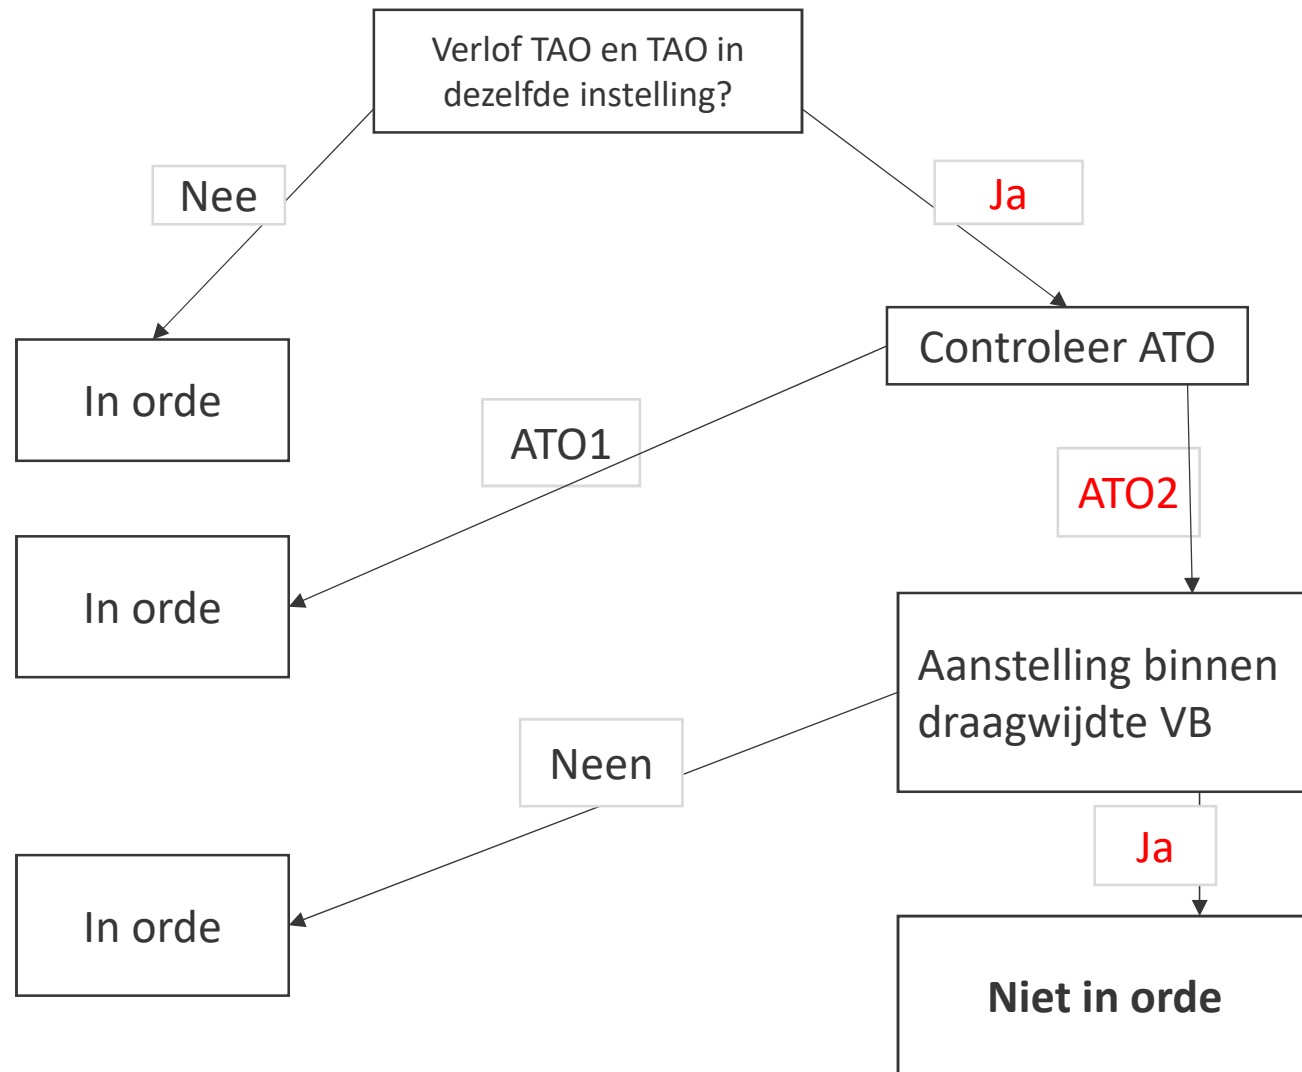 Verlof TAO en TAO in
dezelfde instelling?
Nee
Ja
In orde
Controleer ATO
ATO1
ATO2
In orde
Aanstelling binnen
draagwijdte VB
Neen
Ja
In orde
Niet in orde